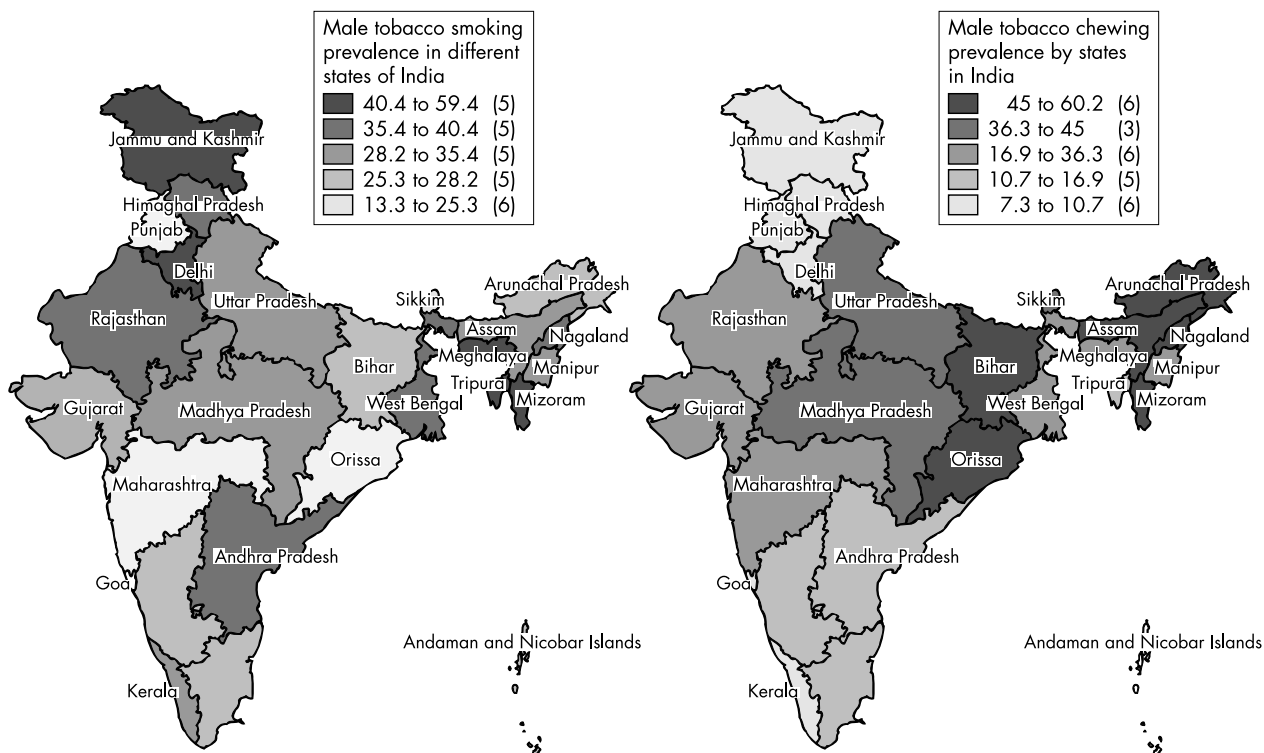 Male tobacco smoking
prevalence in different
states of India
40.4 to 59.4 (5)
35.4 to 40.4 (5)
28.2 to 35.4 (5)
25.3 to 28.2 (5)
13.3 to 25.3 (6)
Jammu and Kashmir
Himaghal Pradesh
Punjab
Delhi
Rajasthan
Uttar Pradesh
Sikkim
Arunachal Pradesh
Assam
Nagaland
Meghalaya
Manipur
Bihar
Tripura
Mizoram
West Bengal
Gujarat
Madhya Pradesh
Orissa
Maharashtra
Andhra Pradesh
Goa
Andaman and Nicobar Islands
Kerala
Male tobacco chewing
prevalence by states
in India
45 to 60.2 (6)
36.3 to 45 (3)
16.9 to 36.3 (6)
10.7 to 16.9 (5)
7.3 to 10.7 (6)
Jammu and Kashmir
Himaghal Pradesh
Punjab
Delhi
Rajasthan
Uttar Pradesh
Sikkim
Arunachal Pradesh
Assam
Nagaland
Meghalaya
Manipur
Bihar
Tripura
Mizoram
West Bengal
Gujarat
Madhya Pradesh
Orissa
Maharashtra
Andhra Pradesh
Goa
Andaman and Nicobar Islands
Kerala